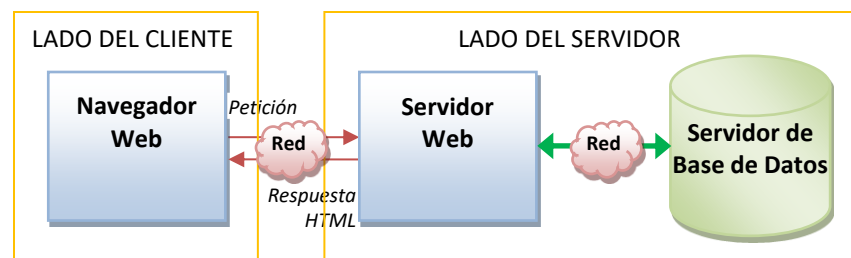 LADO DEL CLIENTE
Navegador
Web
Petición
Red
Respuesta
HTML
LADO DEL SERVIDOR
Servidor
Web
Red
Servidor de
Base de Datos